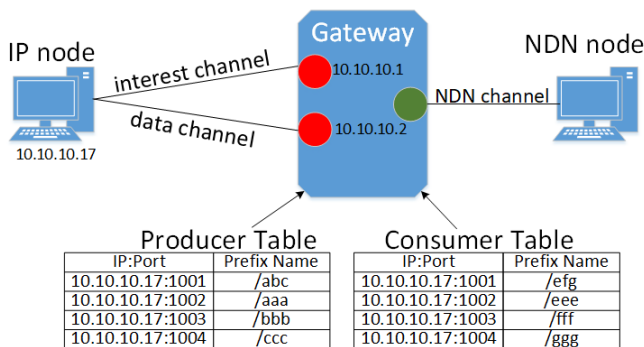 Gateway
IP node
NDN node
interest channel
10.10.10.1
NDN channel
data channel
10.10.10.2
10.10.10.17
Producer Table
IP:Port Prefix Name
10.10.10.17:1001 /abc
10.10.10.17:1002 /aaa
10.10.10.17:1003 /bbb
10.10.10.17:1004 /ccc
Consumer Table
IP:Port Prefix Name
10.10.10.17:1001 /efg
10.10.10.17:1002 /eee
10.10.10.17:1003 /fff
10.10.10.17:1004 /ggg